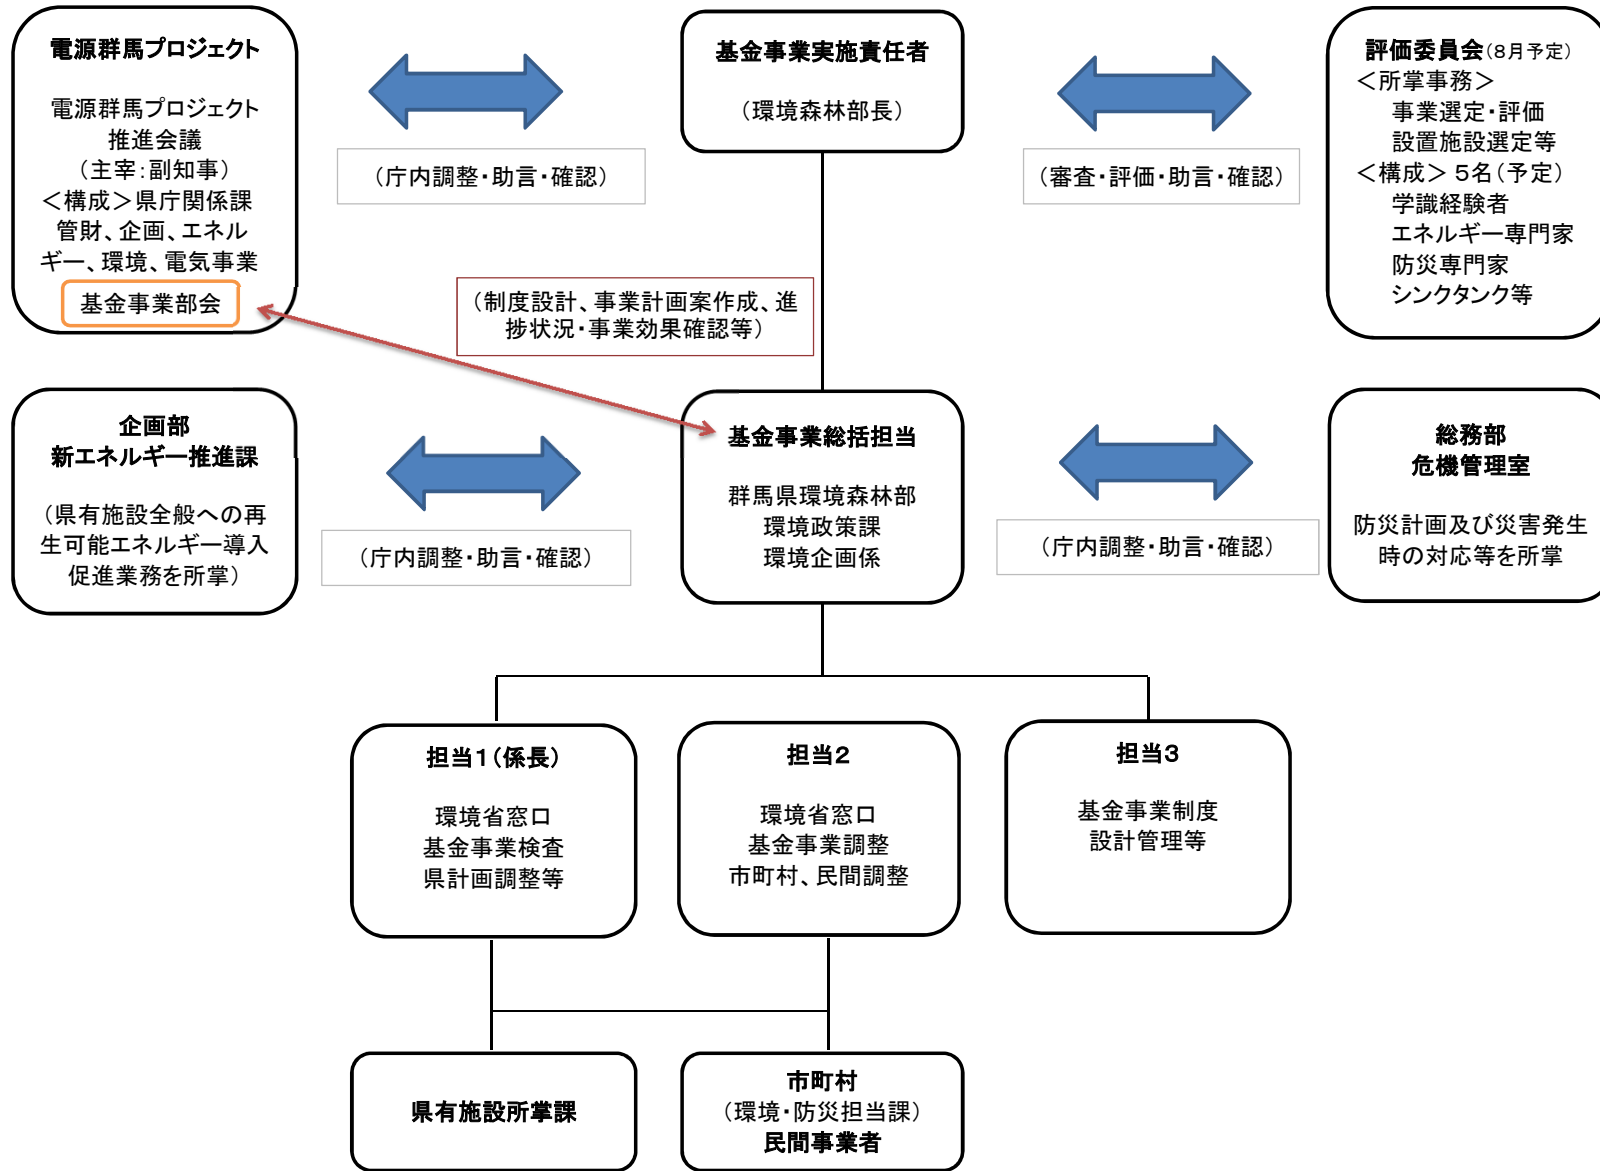 電源群馬プロジェクト
電源群馬プロジェクト
推進会議
（主宰：副知事）
＜構成＞県庁関係課
管財、企画、エネル
ギー、環境、電気事業
基金事業部会
（庁内調整・助言・確認）
基金事業実施責任者
（環境森林部長）
（審査・評価・助言・確認）
評価委員会（８月予定）
＜所掌事務＞
事業選定・評価
設置施設選定等
＜構成＞５名（予定）
学識経験者
エネルギー専門家
防災専門家
シンクタンク等
（制度設計、事業計画案作成、進
捗状況・事業効果確認等）
企画部
新エネルギー推進課
（県有施設全般への再
生可能エネルギー導入
促進業務を所掌）
（庁内調整・助言・確認）
基金事業総括担当
群馬県環境森林部
環境政策課
環境企画係
（庁内調整・助言・確認）
総務部
危機管理室
防災計画及び災害発生
時の対応等を所掌
担当１（係長）
環境省窓口
基金事業検査
県計画調整等
担当２
環境省窓口
基金事業調整
市町村、民間調整
担当３
基金事業制度
設計管理等
県有施設所掌課
市町村
（環境・防災担当課）
民間事業者